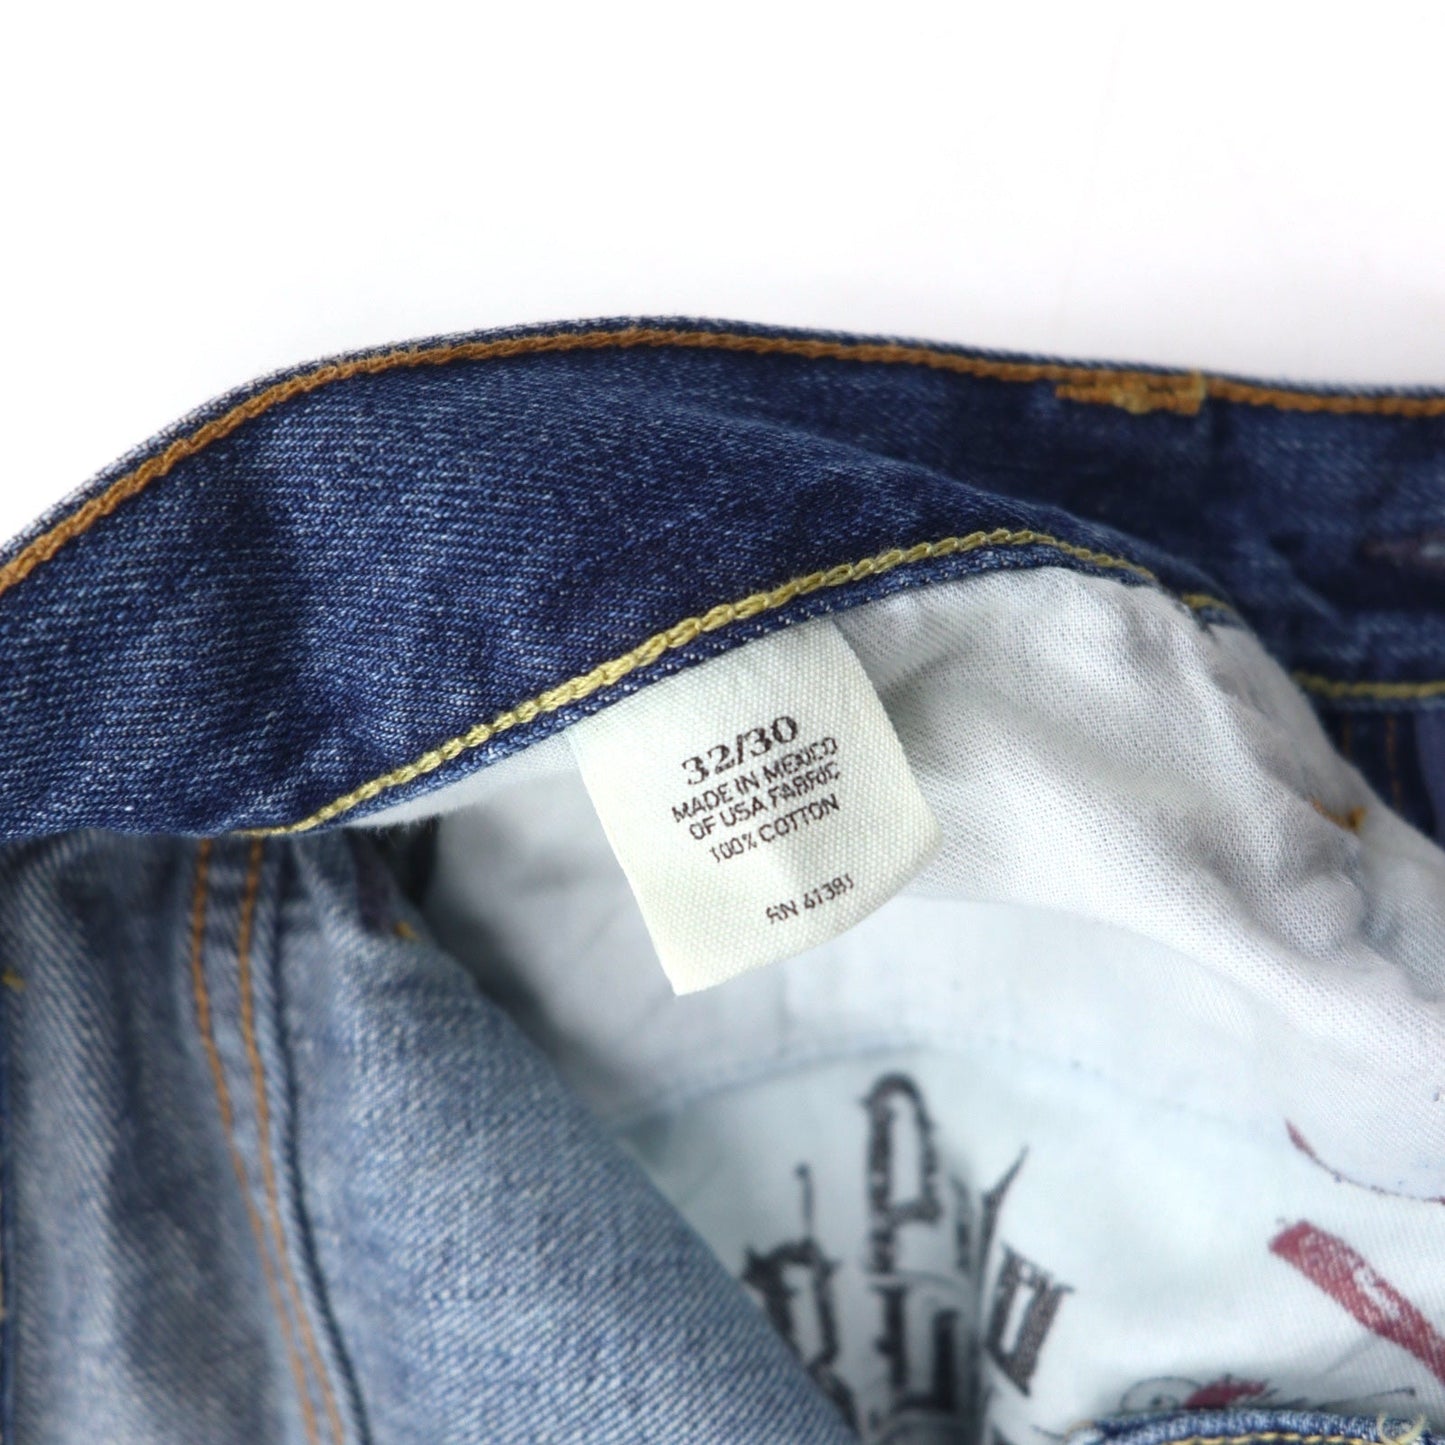 32/30
MADE IN MEXICO
OF USA FABRIC
100% COTTON
RN 41381